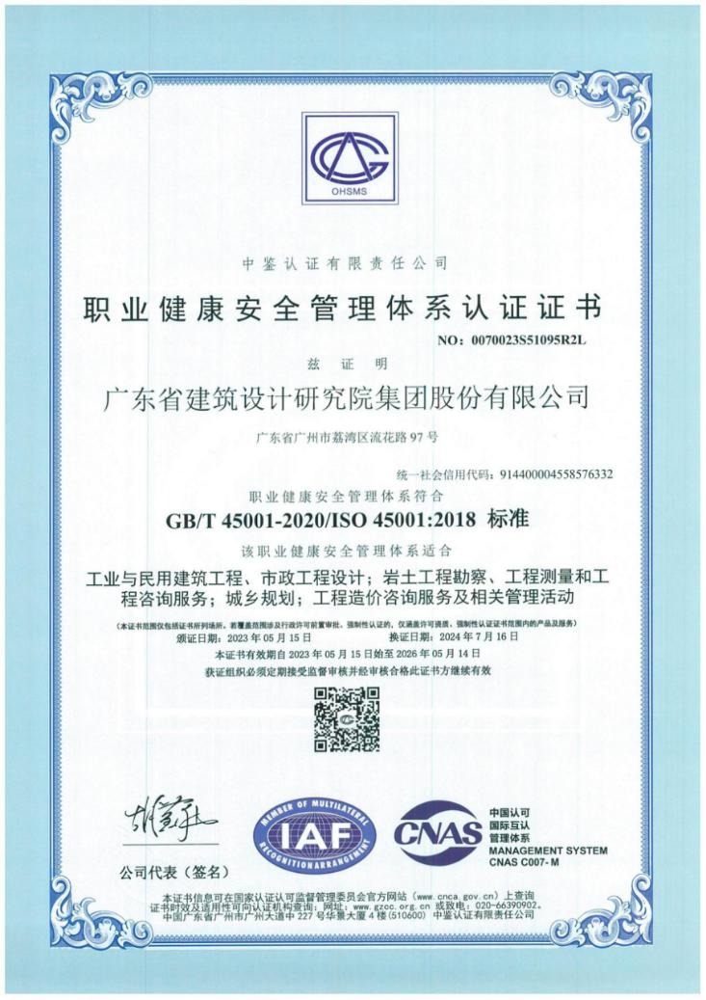 OHSMS
中鉴认证有限责任公司
职业健康安全管理体系认证证书
NO：0070023S51095R2L
兹证明
广东省建筑设计研究院集团股份有限公司
广东省广州市荔湾区流花路 97 号
统一社会信用代码：914400004558576332
职业健康安全管理体系符合
GB/T 45001-2020/ISO 45001:2018 标准
该职业健康安全管理体系适合
工业与民用建筑工程、市政工程设计；岩土工程勘察、工程测量和工
程咨询服务；城乡规划；工程造价咨询服务及相关管理活动
（本证书范围仅包括证书所列场所。若覆盖范围涉及行政许可前置审批、强制性认证的，仅涵盖许可资质、强制性认证证书范围内的产品及服务）
颁证日期：2023 年 05 月 15 日 换证日期：2024 年 7 月 16 日
本证书有效期自 2023 年 05 月 15 日始至 2026 年 05 月 14 日
获证组织必须定期接受监督审核并经审核合格此证书方继续有效
公司代表（签名）
MEMBER OF MULTILATERAL
IAF
RECOGNITION ARRANGEMENT
CNAS
中国认可
国际互认
管理体系
MANAGEMENT SYSTEM
CNAS C007-M
本证书信息可在国家认证认可监督管理委员会官方网站（www.cnca.gov.cn）上查询
证书时效及适用性可向认证机构查询；网址：www.gzcc.org.cn 或致电：020-66390902。
中国广东省广州市广州大道中 227 号华景大厦 4 楼(510600) 中鉴认证有限责任公司